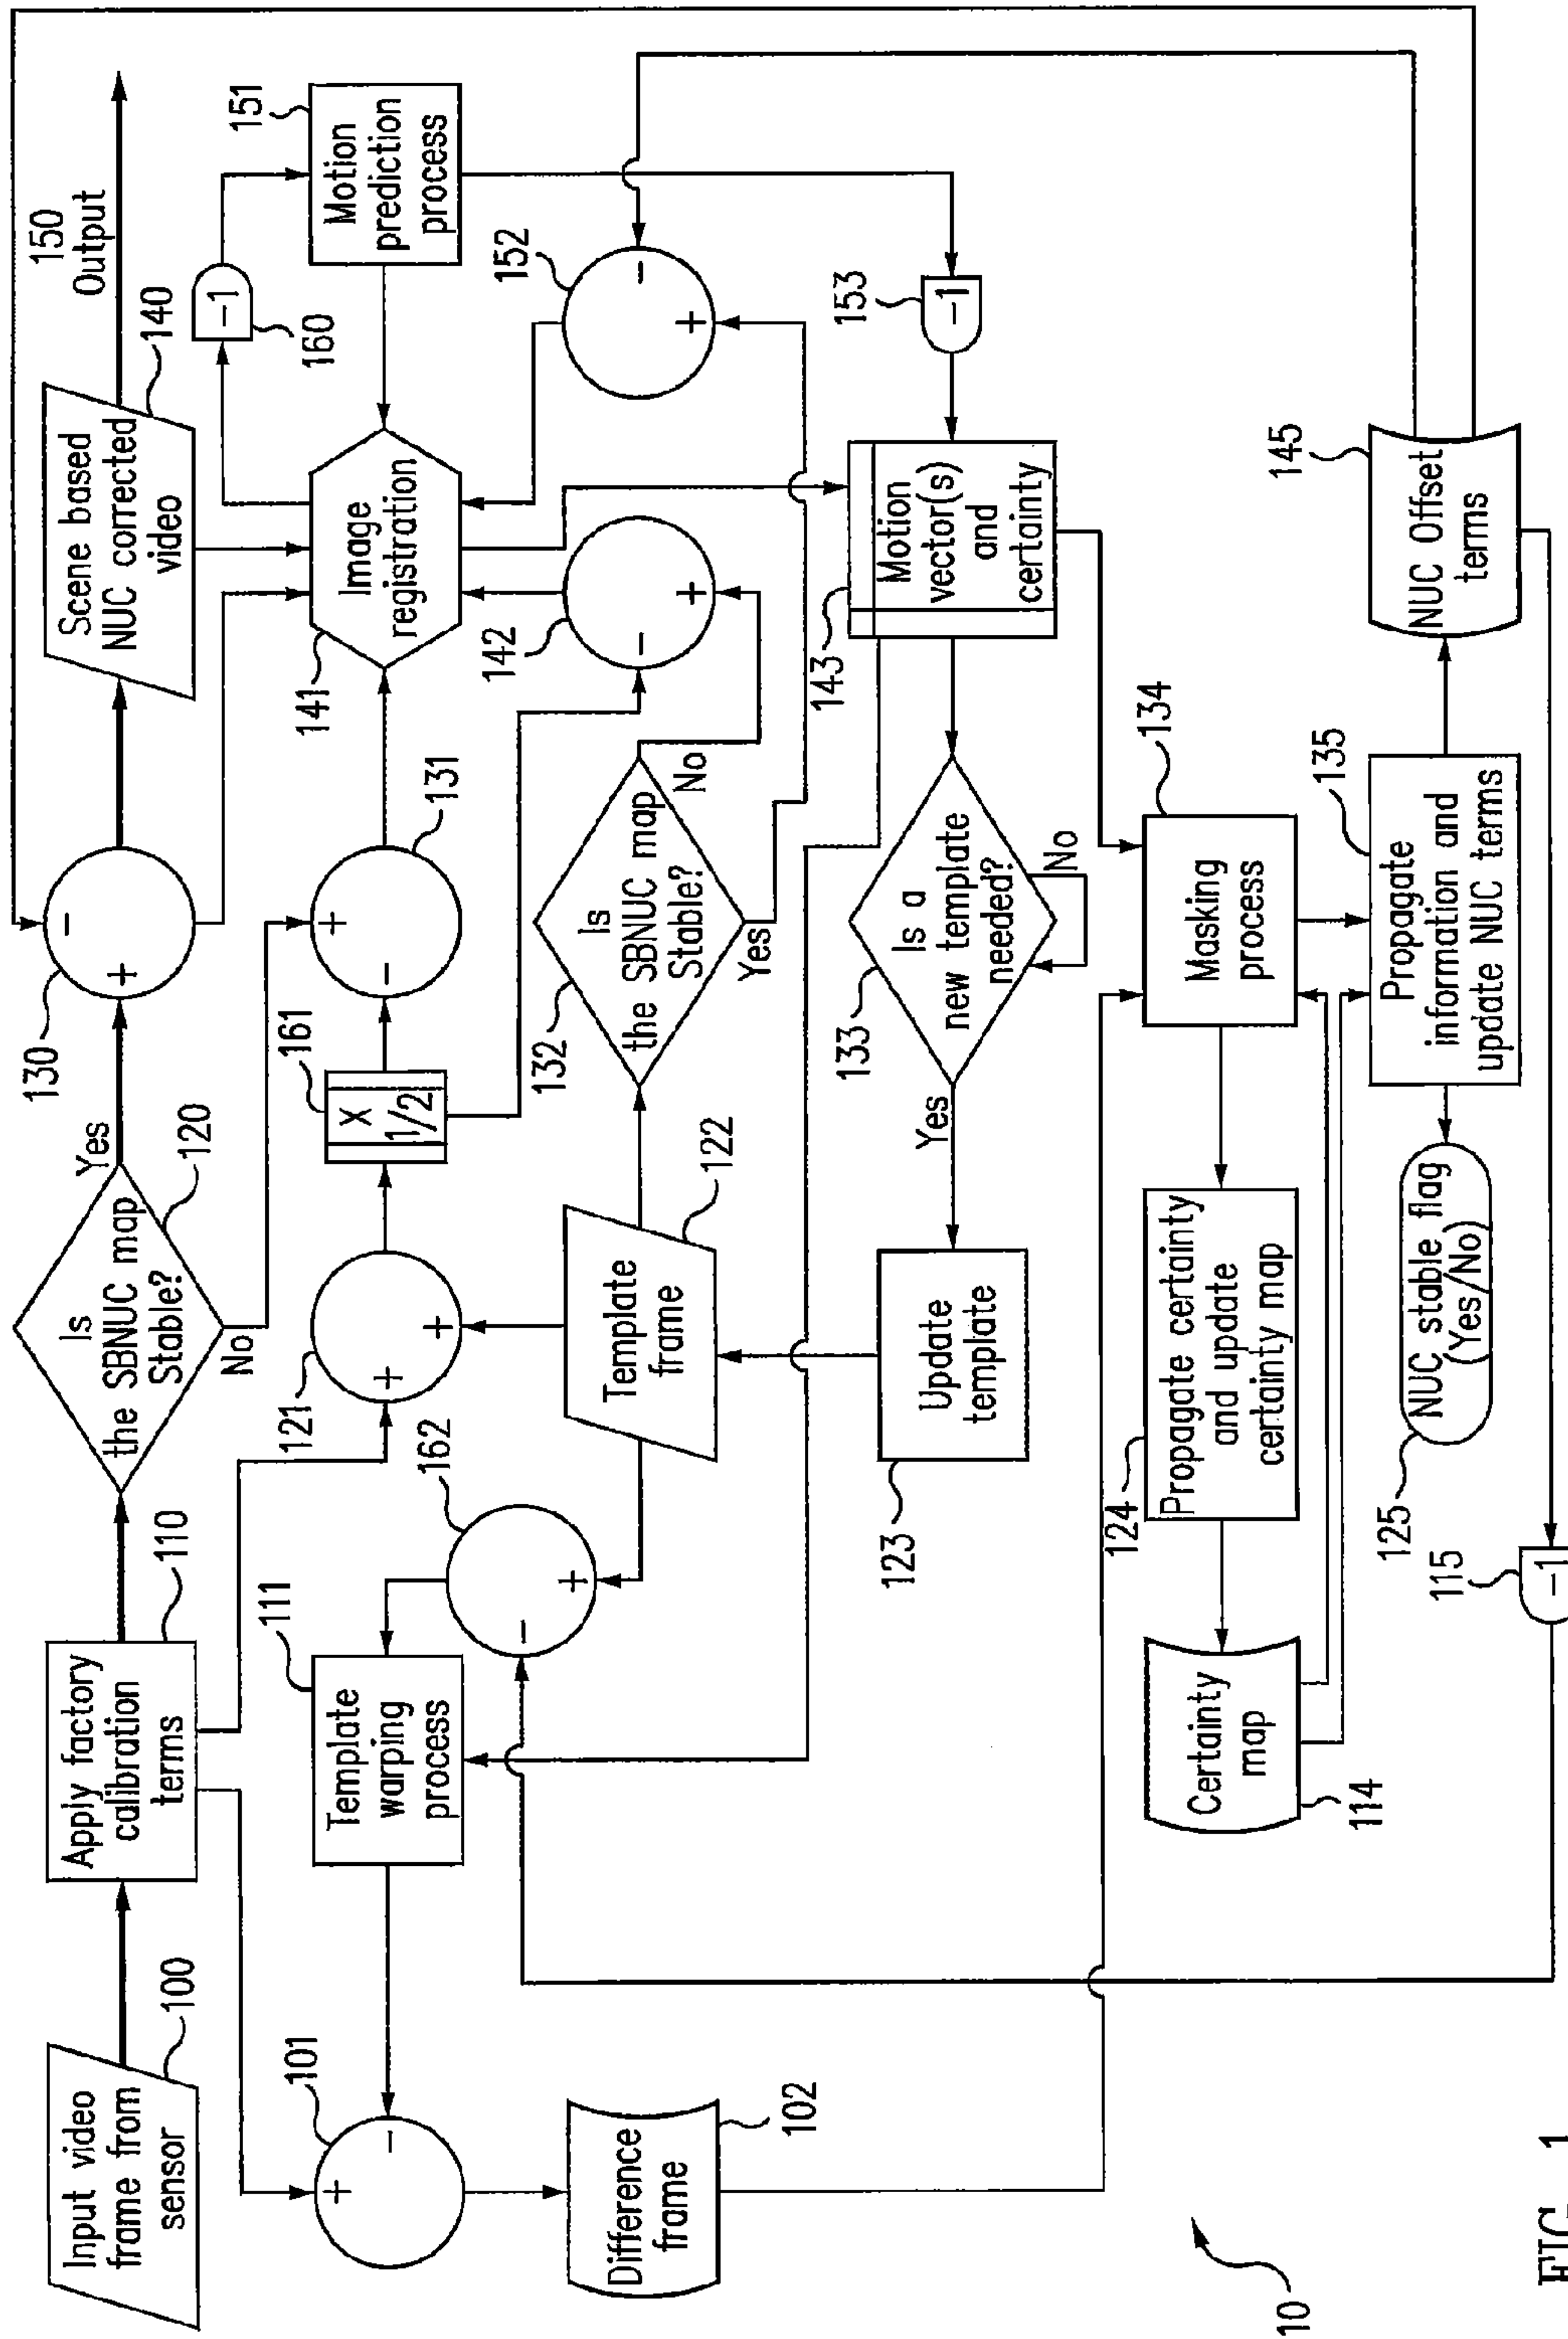 Input video
frame from
sensor
100
Apply factory
calibration
terms
110
Is
the SBNUC map
Stable?
120
Yes
No
130
-
+
Scene based
NUC corrected
video
140
150
Output
101
+
-
Template
warping
process
111
121
+
+
161
X
1/2
131
+
-
Image
registration
141
-1
160
Motion
prediction
process
151
Difference
frame
102
162
-
+
Template
frame
122
Is
the SBNUC map
Stable?
132
No
Yes
142
-
+
152
-
+
Update
template
123
Yes
Is a
new template
needed?
133
No
Motion
vector(s)
and
certainty
143
-1
153
Certainty
map
114
Propagate certainty
and update
certainty map
124
Masking
process
134
NUC stable flag
(Yes/No)
125
Propagate
information and
update NUC terms
135
NUC Offset
terms
145
-1
115
10
FIG. 1